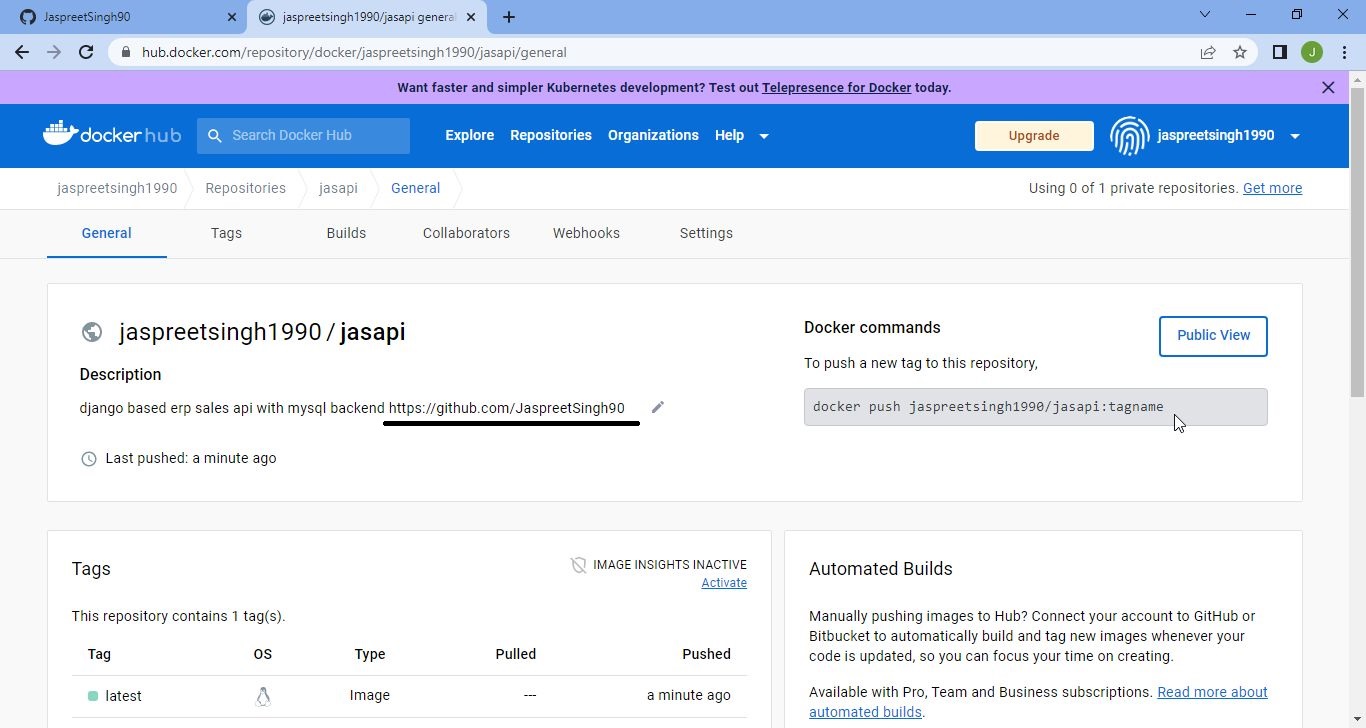 JaspreetSingh90
jaspreetsingh1990/jasapi general
hub.docker.com/repository/docker/jaspreetsingh1990/jasapi/general
J
Want faster and simpler Kubernetes development? Test out Telepresence for Docker today.
docker hub
Search Docker Hub
Explore Repositories Organizations Help
Upgrade
jaspreetsingh1990
jaspreetsingh1990 Repositories jasapi General
Using 0 of 1 private repositories. Get more
General Tags Builds Collaborators Webhooks Settings
jaspreetsingh1990 / jasapi
Description
django based erp sales api with mysql backend https://github.com/JaspreetSingh90
Last pushed: a minute ago
Docker commands
Public View
To push a new tag to this repository,
docker push jaspreetsingh1990/jasapi:tagname
Tags
IMAGE INSIGHTS INACTIVE
Activate
This repository contains 1 tag(s).
Tag OS Type Pulled Pushed
latest Image --- a minute ago
Automated Builds
Manually pushing images to Hub? Connect your account to GitHub or
Bitbucket to automatically build and tag new images whenever your
code is updated, so you can focus your time on creating.
Available with Pro, Team and Business subscriptions. Read more about
automated builds.